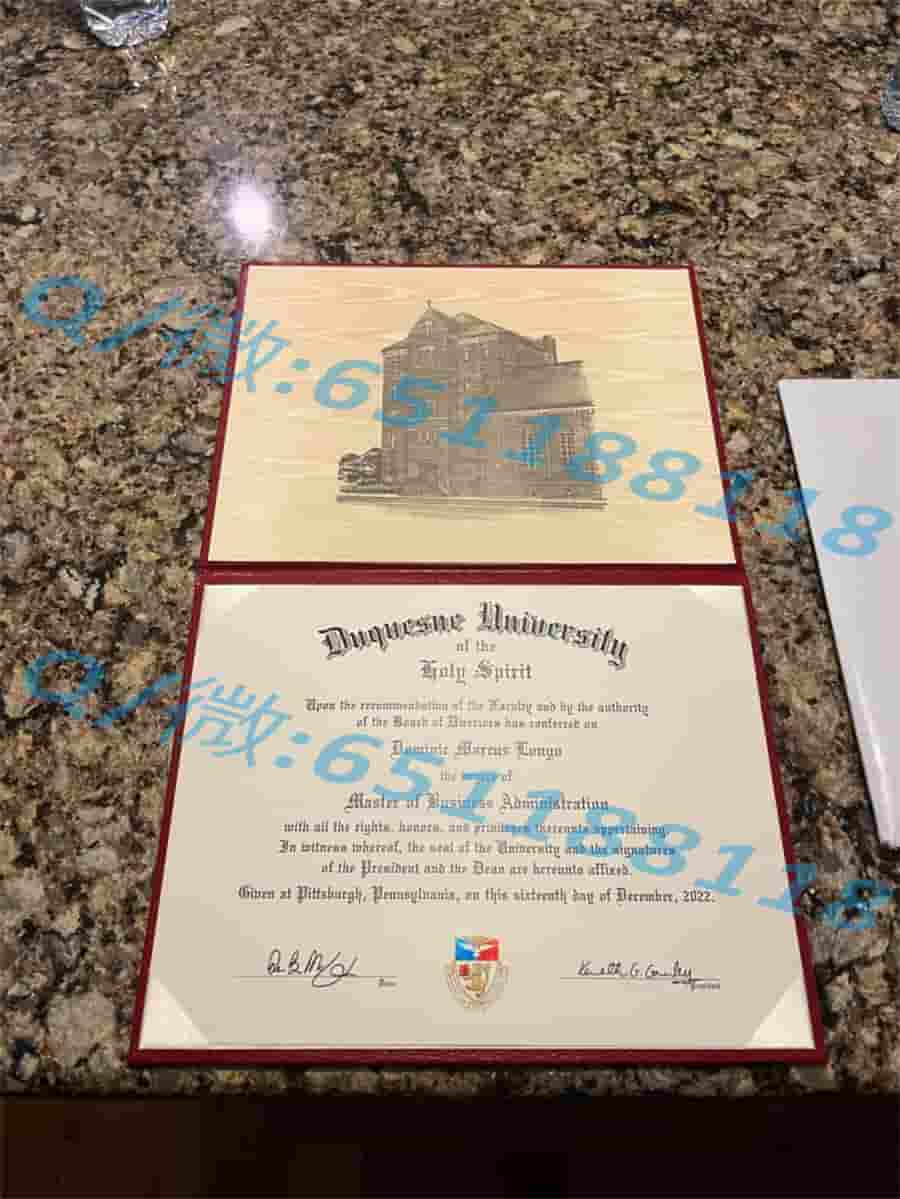 Q/微:651188118
Duquesne University
of the
Holy Spirit
Upon the recommendation of the Faculty and by the authority
of the Board of Directors has conferred on
Dominic Marcus Longo
the degree of
Master of Business Administration
with all the rights, honors, and privileges thereunto appertaining.
In witness whereof, the seal of the University and the signatures
of the President and the Dean are hereunto affixed.
Given at Pittsburgh, Pennsylvania, on this sixteenth day of December, 2022.
Dean
Kenneth G. Gormley
President
Q/微:651188118